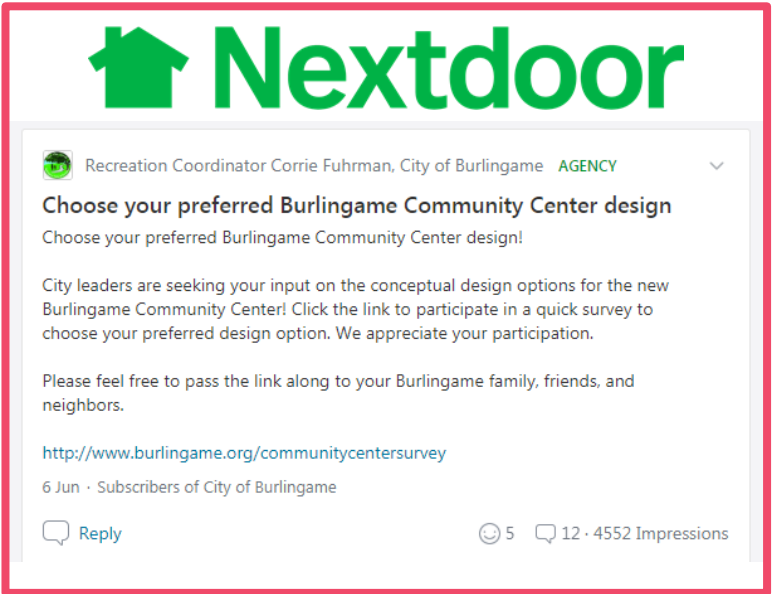 Nextdoor
Recreation Coordinator Corrie Fuhrman, City of Burlingame AGENCY
Choose your preferred Burlingame Community Center design
Choose your preferred Burlingame Community Center design!
City leaders are seeking your input on the conceptual design options for the new
Burlingame Community Center! Click the link to participate in a quick survey to
choose your preferred design option. We appreciate your participation.
Please feel free to pass the link along to your Burlingame family, friends, and
neighbors.
http://www.burlingame.org/communitycentersurvey
6 Jun · Subscribers of City of Burlingame
Reply 5 12 · 4552 Impressions